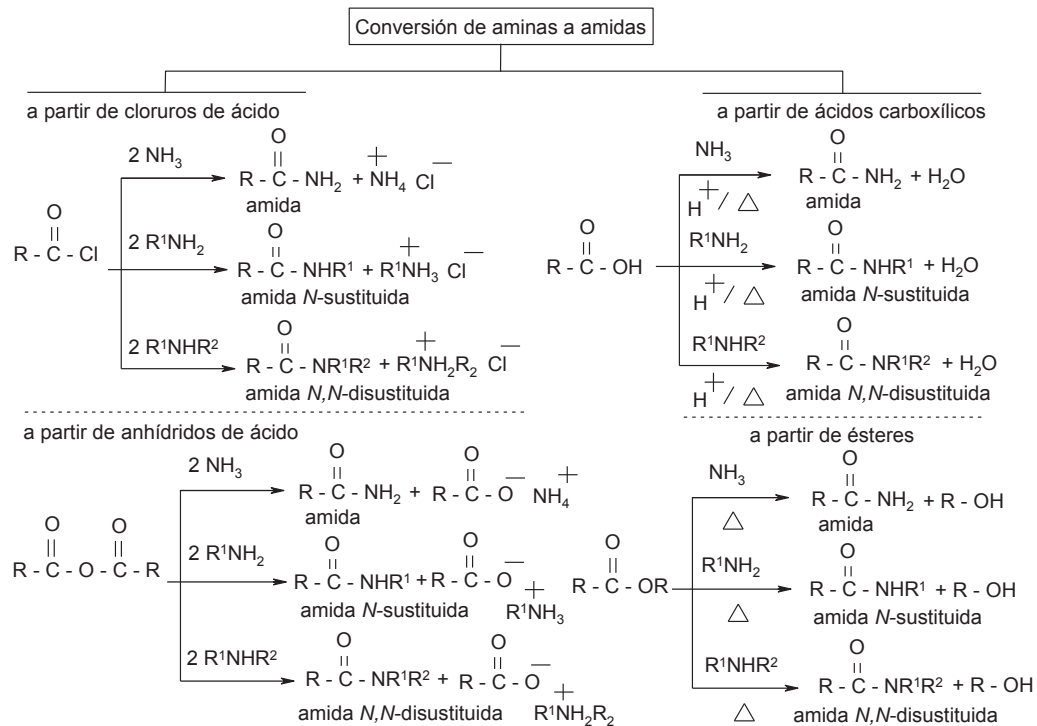 Conversión de aminas a amidas
a partir de cloruros de ácido
R - C - Cl
O
||
2 NH₃
O
||
R - C - NH₂ + NH₄⁺ Cl⁻
amida
2 R¹NH₂
O
||
R - C - NHR¹ + R¹NH₃⁺ Cl⁻
amida N-sustituida
2 R¹NHR²
O
||
R - C - NR¹R² + R¹NH₂R₂⁺ Cl⁻
amida N,N-disustituida
a partir de ácidos carboxílicos
O
||
R - C - OH
NH₃
H⁺/ △
O
||
R - C - NH₂ + H₂O
amida
R¹NH₂
H⁺/ △
O
||
R - C - NHR¹ + H₂O
amida N-sustituida
R¹NHR²
H⁺/ △
O
||
R - C - NR¹R² + H₂O
amida N,N-disustituida
a partir de anhídridos de ácido
O O
|| ||
R - C - O - C - R
2 NH₃
O O
|| ||
R - C - NH₂ + R - C - O⁻ NH₄⁺
amida
2 R¹NH₂
O O
|| ||
R - C - NHR¹ + R - C - O⁻
amida N-sustituida R¹NH₃⁺
2 R¹NHR²
O O
|| ||
R - C - NR¹R² + R - C - O⁻
amida N,N-disustituida R¹NH₂R₂⁺
a partir de ésteres
O
||
R - C - OR
NH₃
△
O
||
R - C - NH₂ + R - OH
amida
R¹NH₂
△
O
||
R - C - NHR¹ + R - OH
amida N-sustituida
R¹NHR²
△
O
||
R - C - NR¹R² + R - OH
amida N,N-disustituida